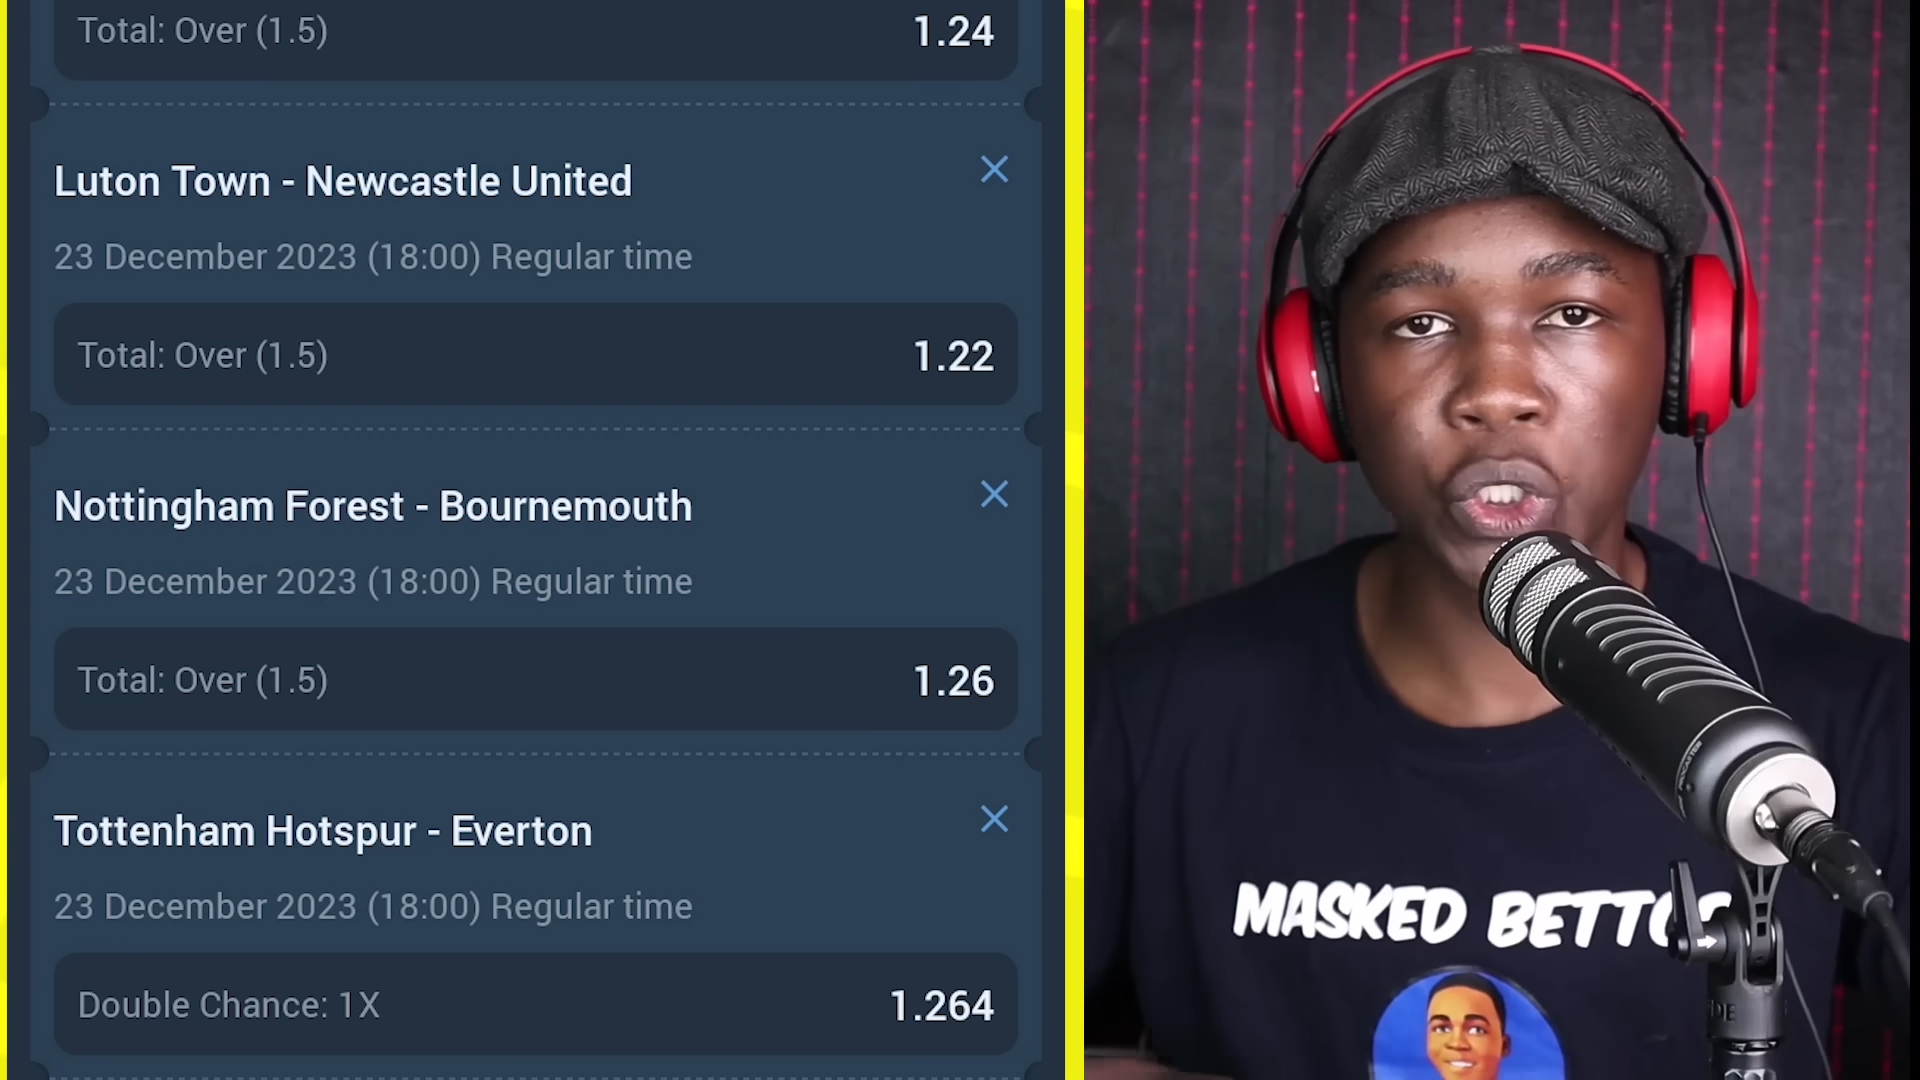 Total: Over (1.5) 1.24
Luton Town - Newcastle United
23 December 2023 (18:00) Regular time
Total: Over (1.5) 1.22
Nottingham Forest - Bournemouth
23 December 2023 (18:00) Regular time
Total: Over (1.5) 1.26
Tottenham Hotspur - Everton
23 December 2023 (18:00) Regular time
Double Chance: 1X 1.264
MASKED